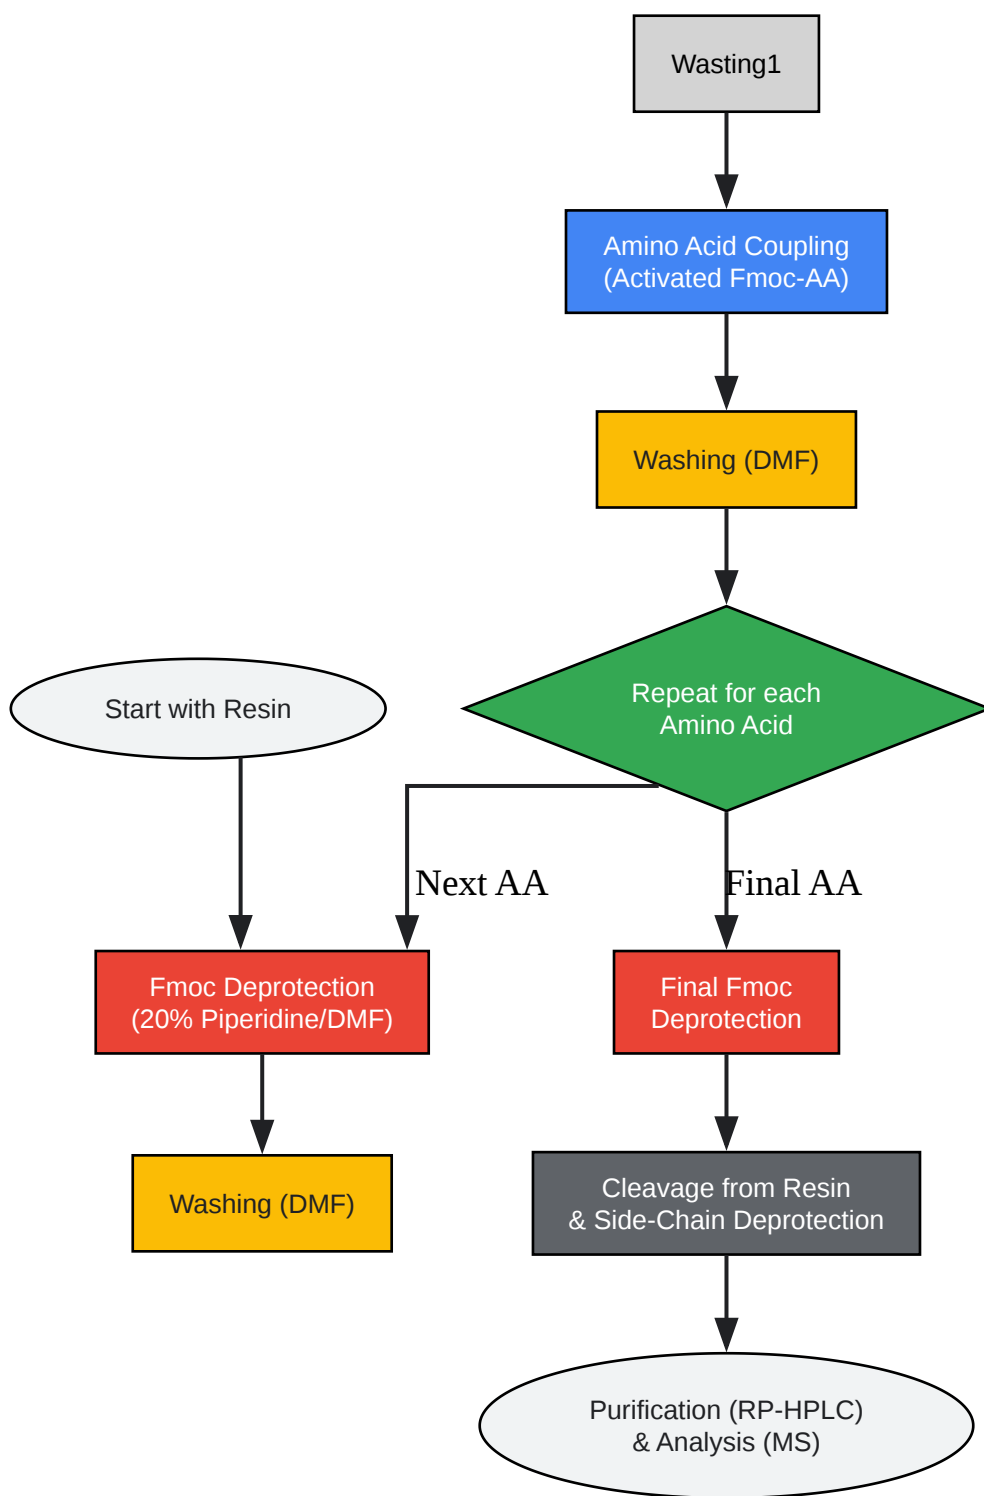 Wasting1
Amino Acid Coupling
(Activated Fmoc-AA)
Washing (DMF)
Repeat for each
Amino Acid
Start with Resin
Next AA
Final AA
Fmoc Deprotection
(20% Piperidine/DMF)
Final Fmoc
Deprotection
Washing (DMF)
Cleavage from Resin
& Side-Chain Deprotection
Purification (RP-HPLC)
& Analysis (MS)